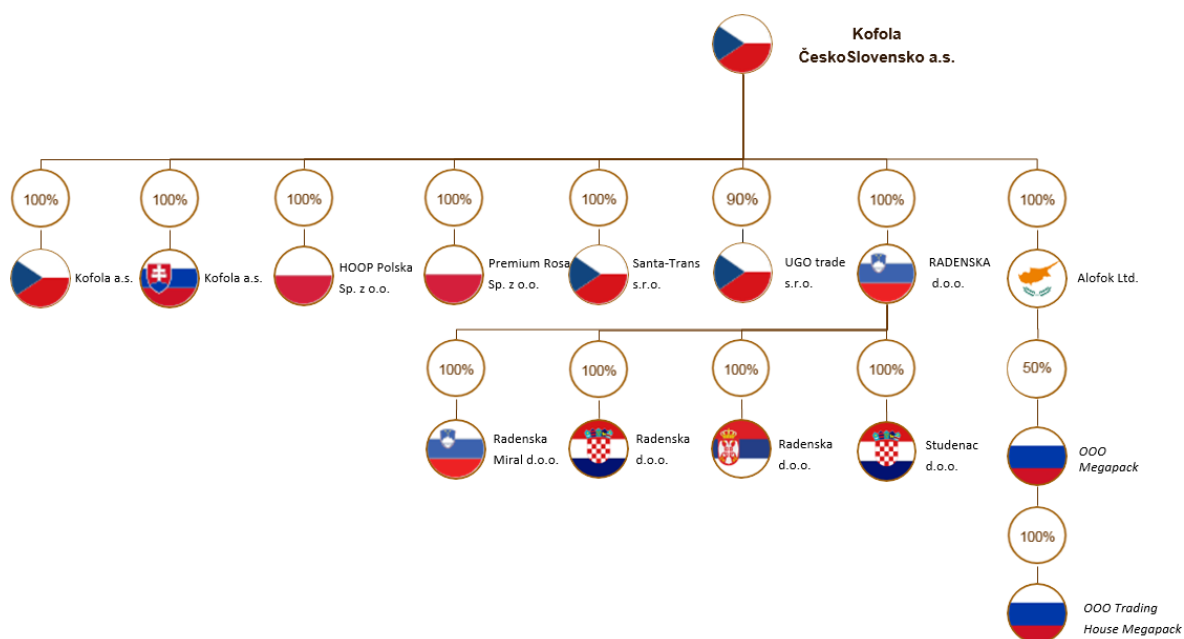 Kofola
ČeskoSlovensko a.s.
100%
100%
100%
100%
100%
90%
100%
100%
Kofola a.s.
Kofola a.s.
HOOP Polska
Sp. z o.o.
Premium Rosa
Sp. z o.o.
Santa-Trans
s.r.o.
UGO trade
s.r.o.
RADENSKA
d.o.o.
Alofok Ltd.
100%
100%
100%
100%
50%
Radenska
Miral d.o.o.
Radenska
d.o.o.
Radenska
d.o.o.
Studenac
d.o.o.
OOO
Megapack
100%
OOO Trading
House Megapack